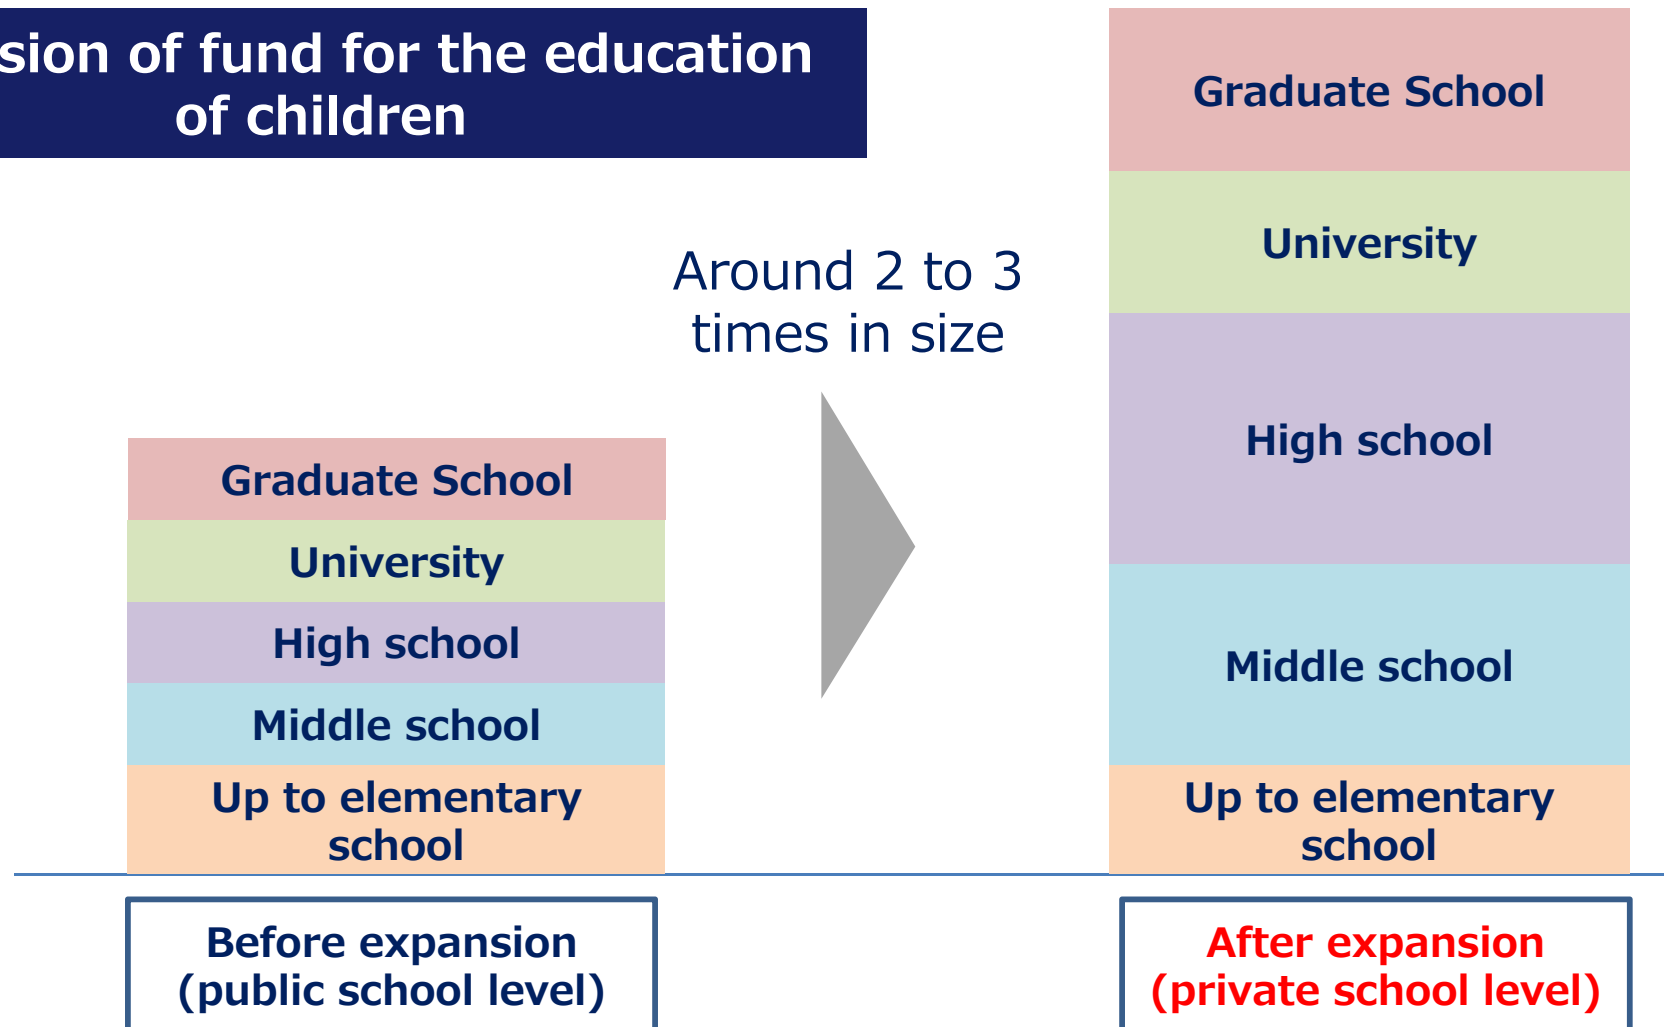 sion of fund for the education
of children
Around 2 to 3
times in size
Graduate School
University
High school
Middle school
Up to elementary
school
Before expansion
(public school level)
Graduate School
University
High school
Middle school
Up to elementary
school
After expansion
(private school level)